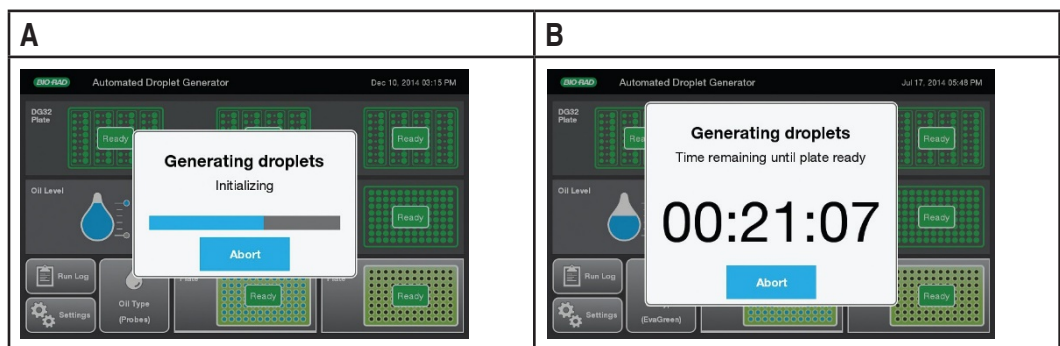 A
B
BIO-RAD Automated Droplet Generator Dec 10, 2014 03:15 PM
DG32
Plate
Ready
Ready
Generating droplets
Initializing
Oil Level
Ready
Abort
Run Log
Settings
Oil Type
(Probes)
Plate
Ready
Ready
BIO-RAD Automated Droplet Generator Jul 17, 2014 05:48 PM
DG32
Plate
Ready
Generating droplets
Time remaining until plate ready
Oil Level
00:21:07
Ready
Abort
Run Log
Settings
(EvaGreen)
Ready